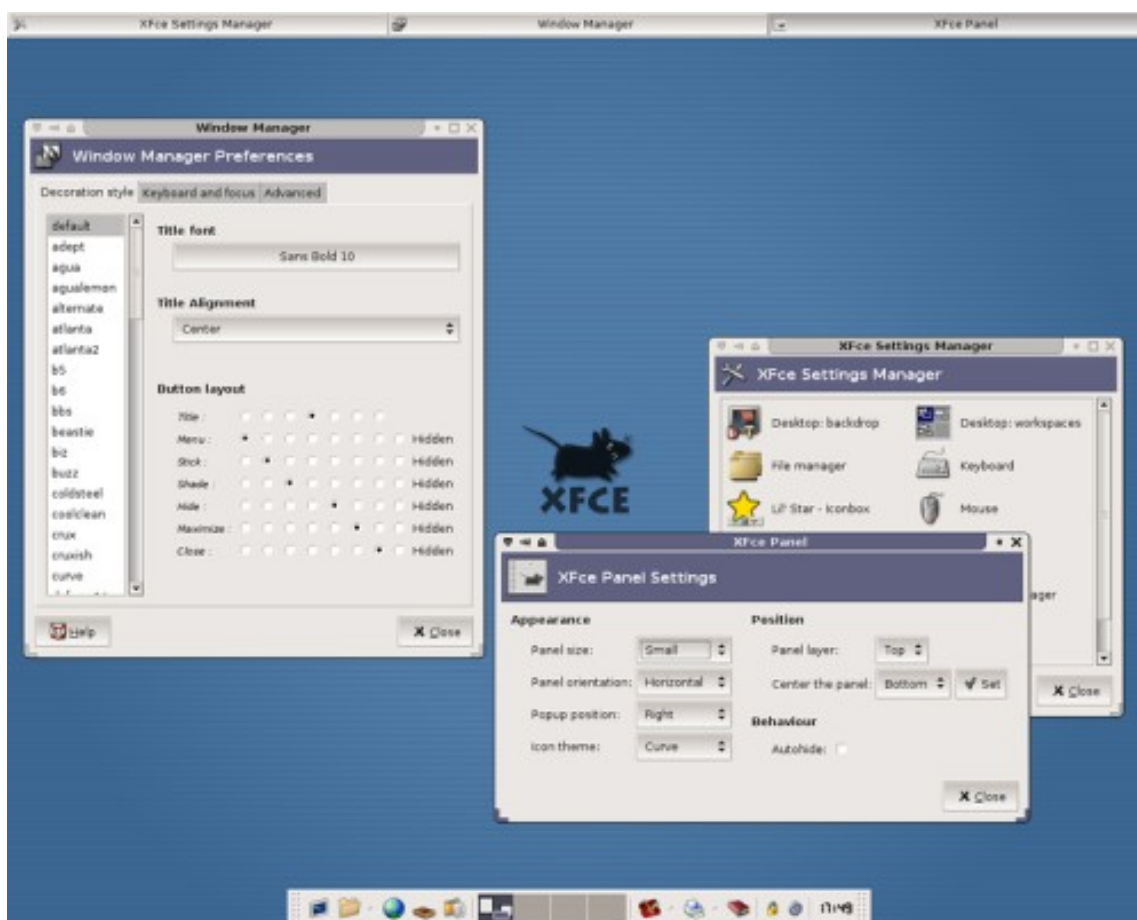 XFce Settings Manager
Window Manager
XFce Panel
Window Manager
Window Manager Preferences
Decoration style
Keyboard and focus
Advanced
default
adept
agua
agualemon
alternate
atlanta
atlanta2
b5
b6
bbs
beastie
biz
buzz
coldsteel
coolclean
crux
cruxish
curve
Title font
Sans Bold 10
Title Alignment
Center
Button layout
Title :
Menu : Hidden
Stick : Hidden
Shade : Hidden
Hide : Hidden
Maximize : Hidden
Close : Hidden
Help
Close
XFCE
XFce Settings Manager
XFce Settings Manager
Desktop: backdrop
Desktop: workspaces
File manager
Keyboard
Lil' Star - Iconbox
Mouse
ager
Close
XFce Panel
XFce Panel Settings
Appearance
Panel size: Small
Panel orientation: Horizontal
Popup position: Right
Icon theme: Curve
Position
Panel layer: Top
Center the panel: Bottom Set
Behaviour
Autohide:
Close
17:49